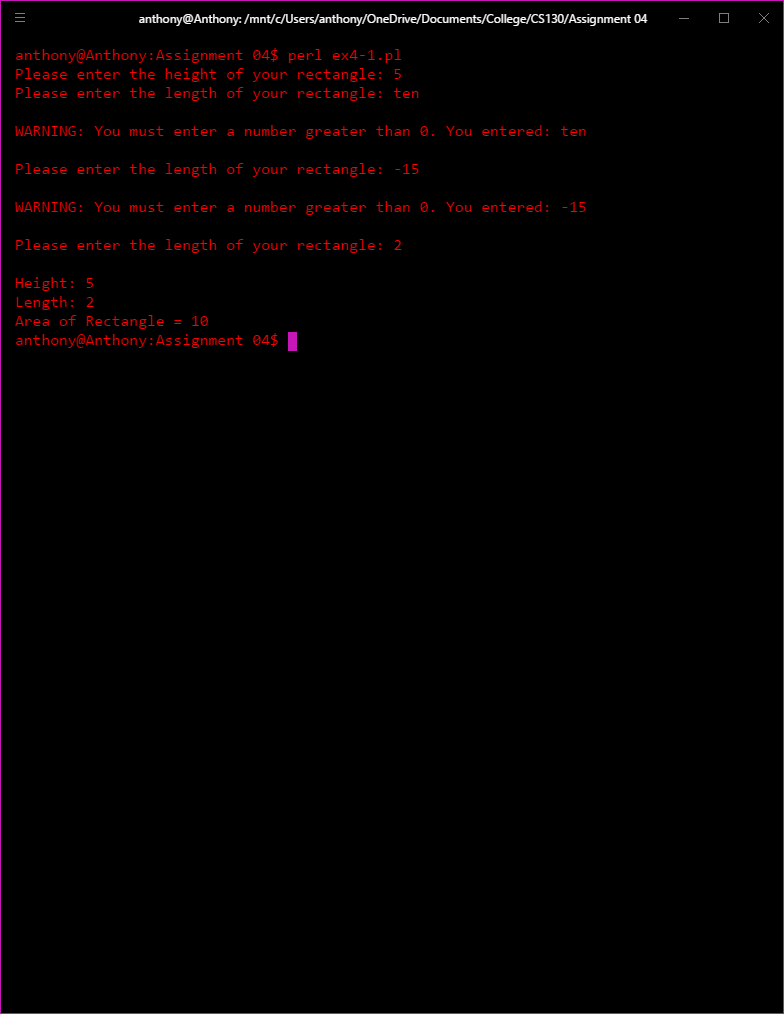 anthony@Anthony: /mnt/c/Users/anthony/OneDrive/Documents/College/CS130/Assignment 04
anthony@Anthony:Assignment 04$ perl ex4-1.pl
Please enter the height of your rectangle: 5
Please enter the length of your rectangle: ten
WARNING: You must enter a number greater than 0. You entered: ten
Please enter the length of your rectangle: -15
WARNING: You must enter a number greater than 0. You entered: -15
Please enter the length of your rectangle: 2
Height: 5
Length: 2
Area of Rectangle = 10
anthony@Anthony:Assignment 04$